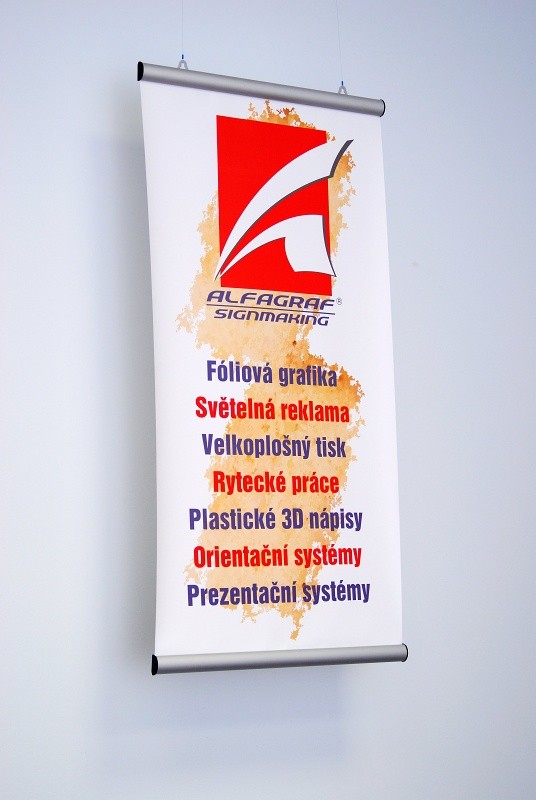 ALFAGRAF®
SIGNMAKING
Fóliová grafika
Světelná reklama
Velkoplošný tisk
Rytecké práce
Plastické 3D nápisy
Orientační systémy
Prezentační systémy